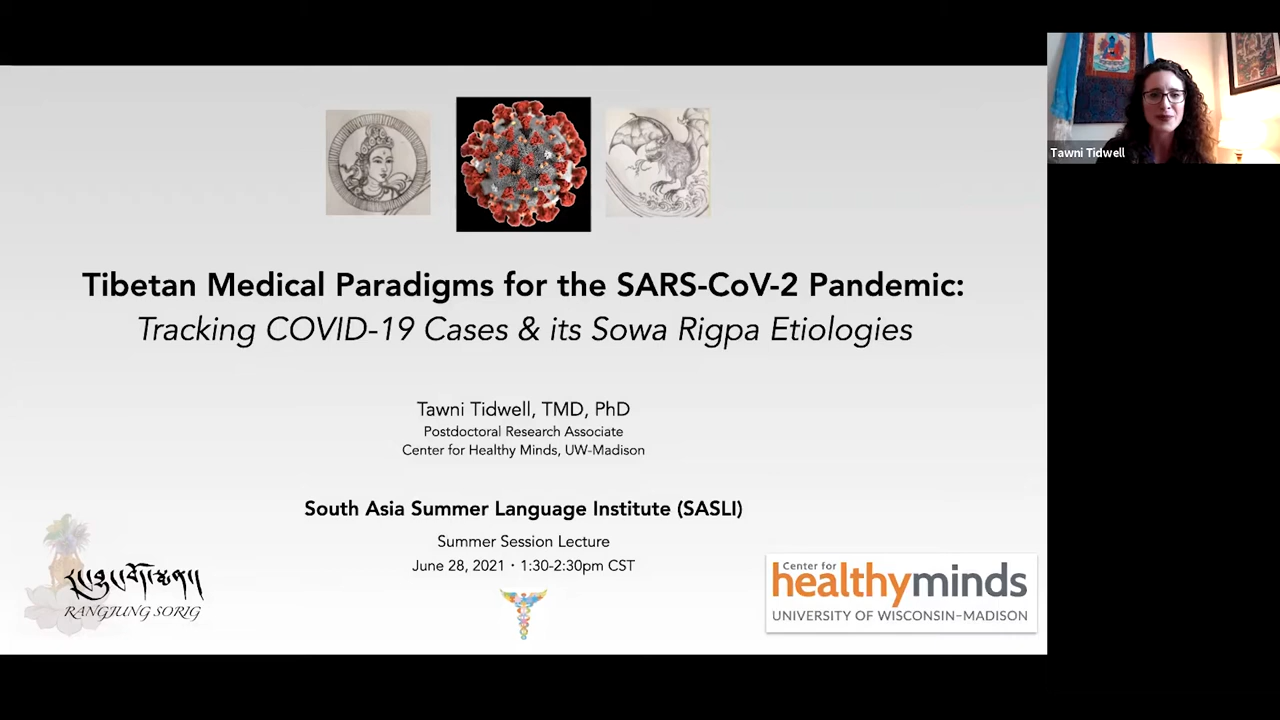 Tawni Tidwell
Tibetan Medical Paradigms for the SARS-CoV-2 Pandemic:
Tracking COVID-19 Cases & its Sowa Rigpa Etiologies
Tawni Tidwell, TMD, PhD
Postdoctoral Research Associate
Center for Healthy Minds, UW-Madison
South Asia Summer Language Institute (SASLI)
Summer Session Lecture
June 28, 2021 · 1:30-2:30pm CST
RANGJUNG SORIG
Center for
healthyminds
UNIVERSITY OF WISCONSIN–MADISON